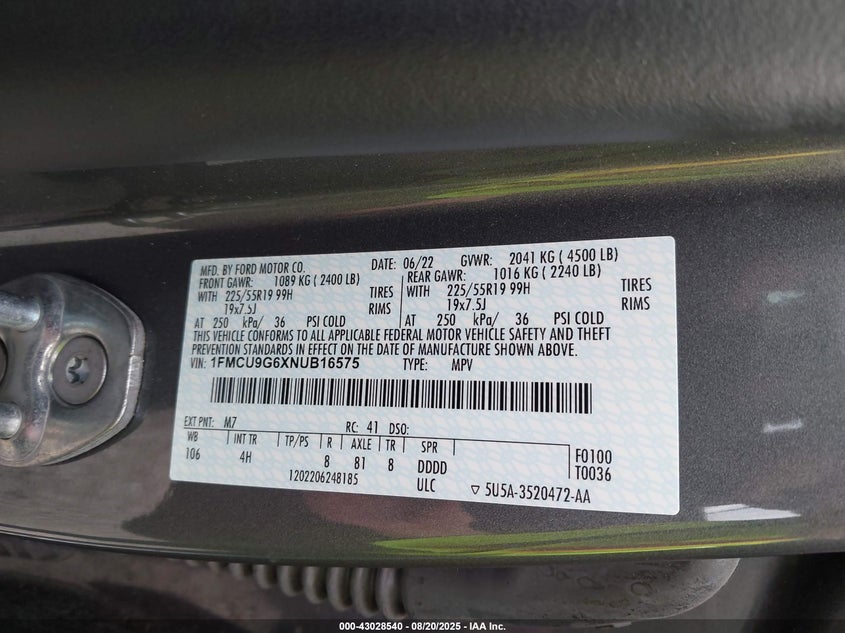 MFD. BY FORD MOTOR CO. DATE: 06/22 GVWR: 2041 KG ( 4500 LB)
FRONT GAWR: 1089 KG ( 2400 LB) REAR GAWR: 1016 KG ( 2240 LB)
WITH 225/55R19 99H TIRES WITH 225/55R19 99H TIRES
19x7.5J RIMS 19x7.5J RIMS
AT 250 kPa/ 36 PSI COLD AT 250 kPa/ 36 PSI COLD
THIS VEHICLE CONFORMS TO ALL APPLICABLE FEDERAL MOTOR VEHICLE SAFETY AND THEFT
PREVENTION STANDARDS IN EFFECT ON THE DATE OF MANUFACTURE SHOWN ABOVE.
VIN: 1FMCU9G6XNUB16575 TYPE: MPV
EXT PNT: M7 RC: 41 DSO:
WB INT TR TP/PS R AXLE TR SPR F0100
106 4H 8 81 8 DDDD T0036
1202206248185 ULC ▽ 5U5A-3520472-AA
000-43028540 - 08/20/2025 - IAA Inc.